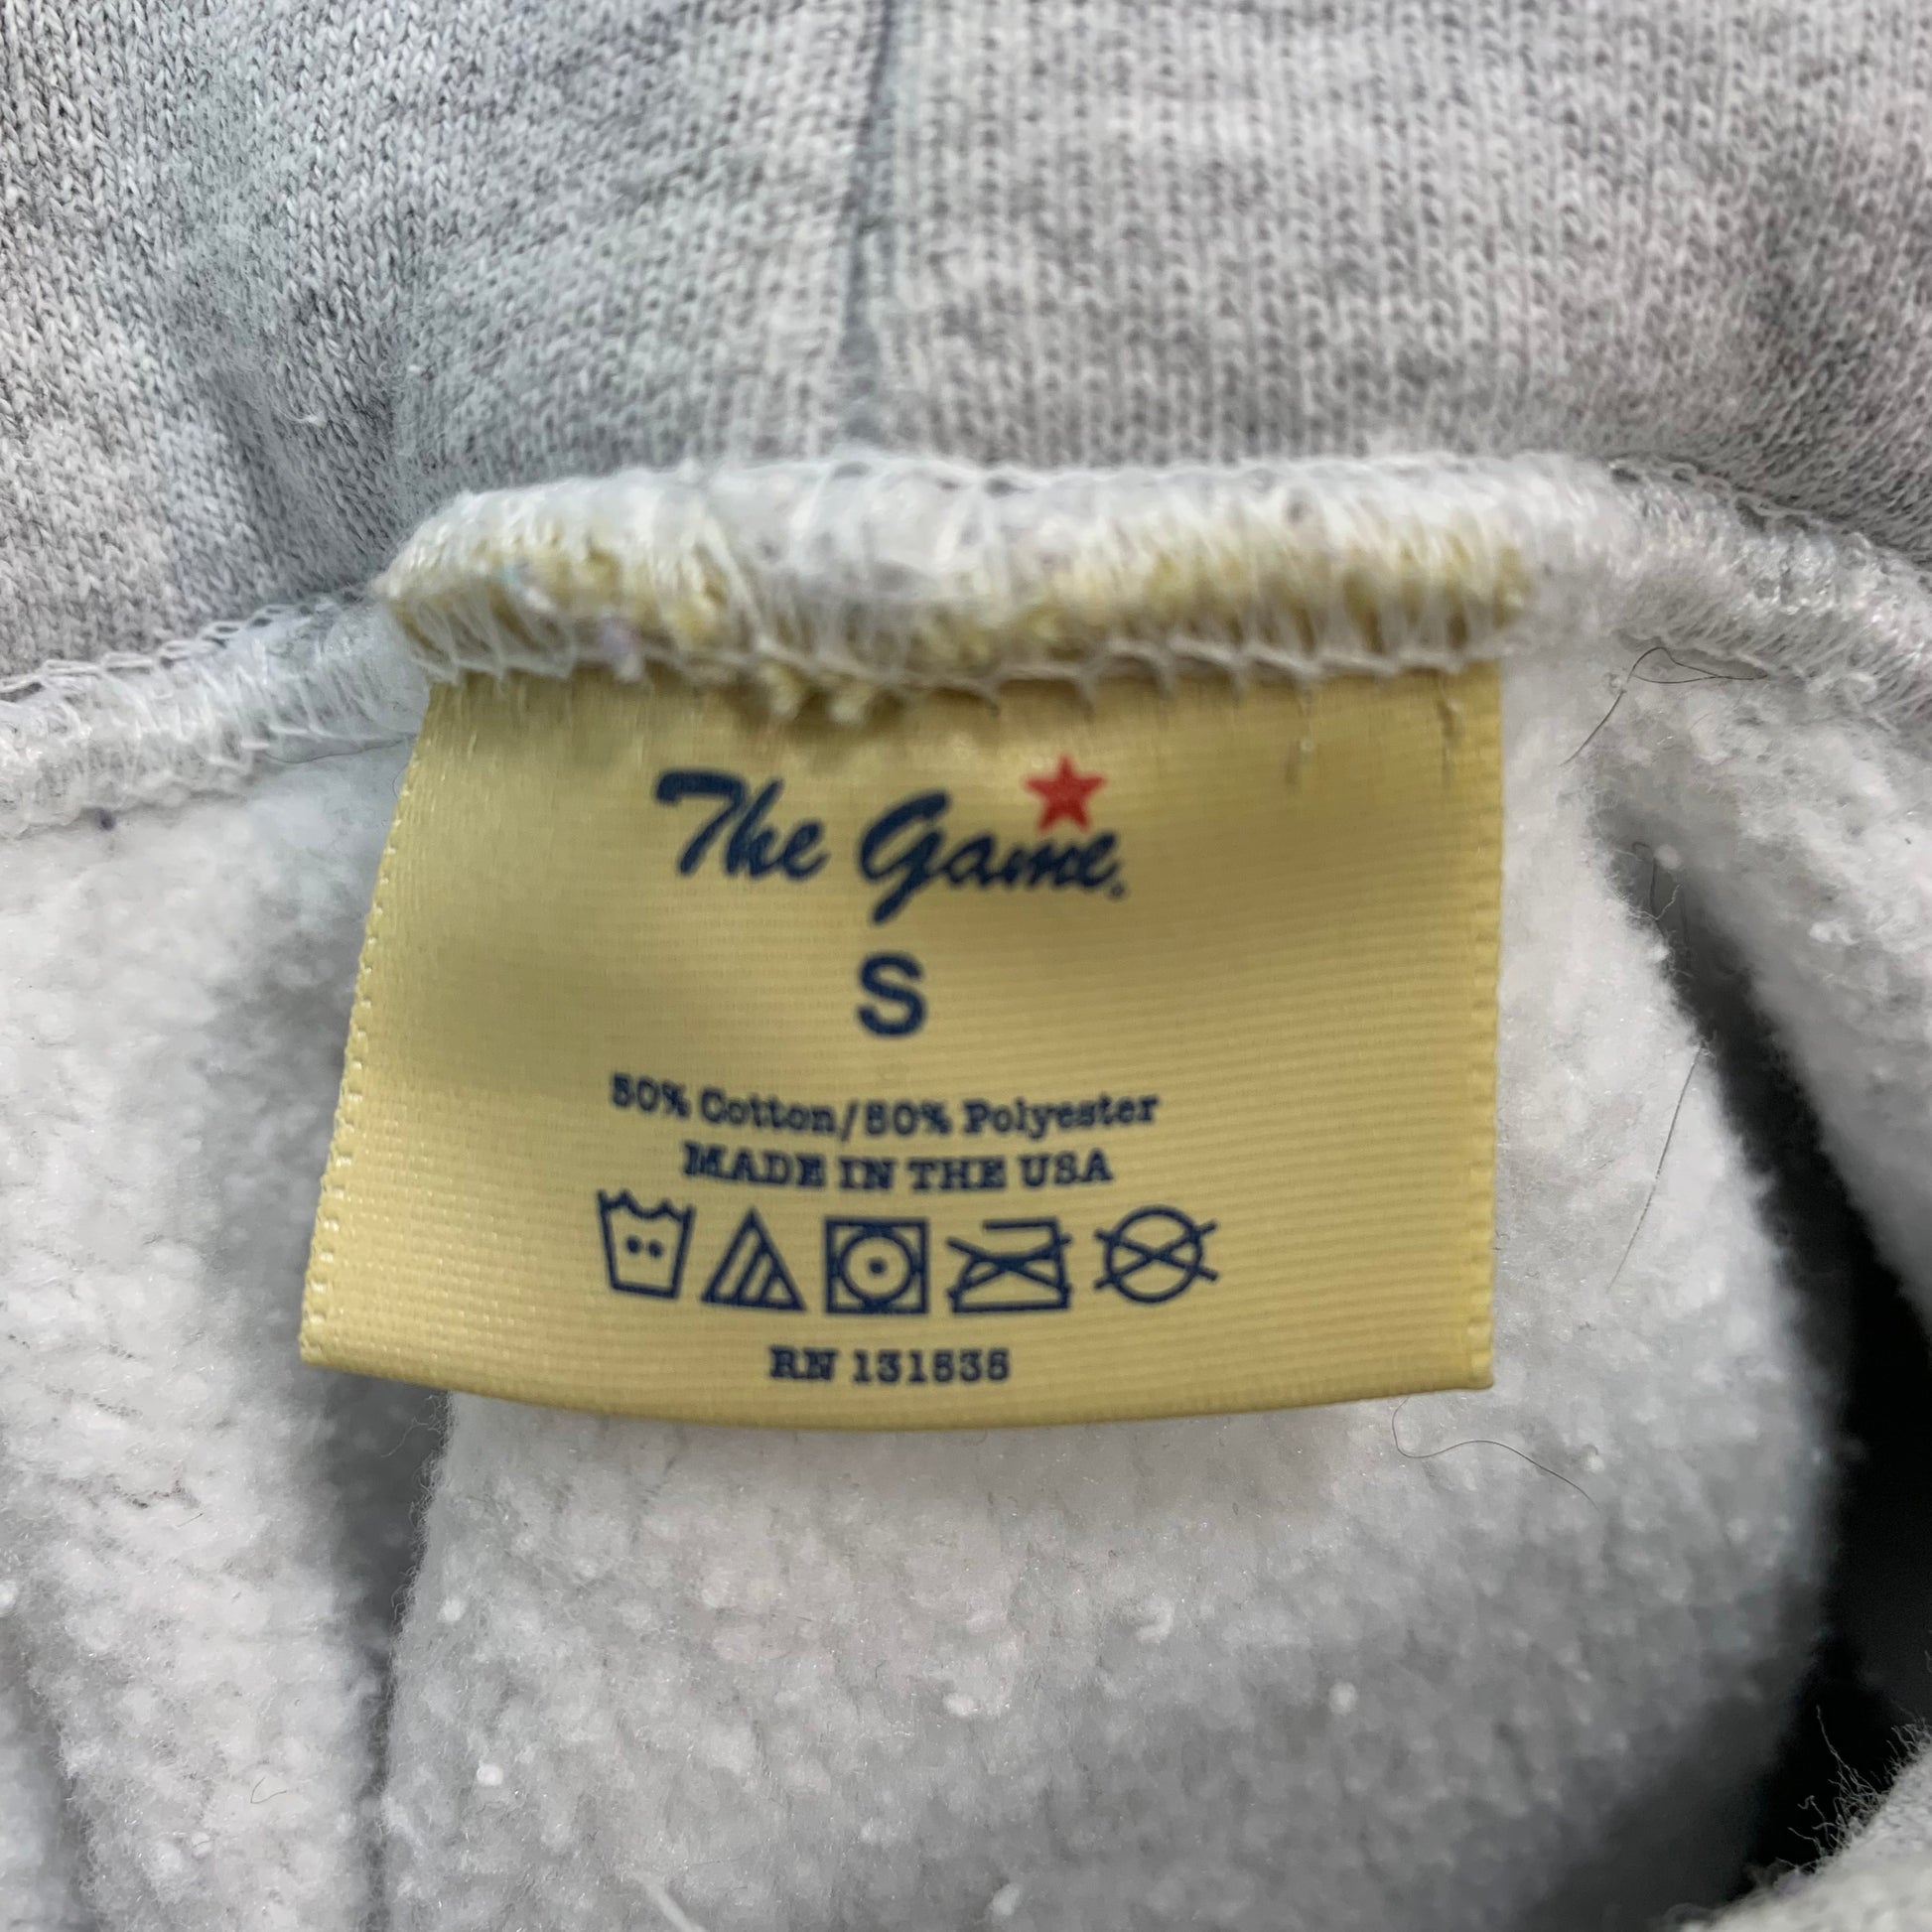 The Game
S
50% Cotton/50% Polyester
MADE IN THE USA
RN 131535